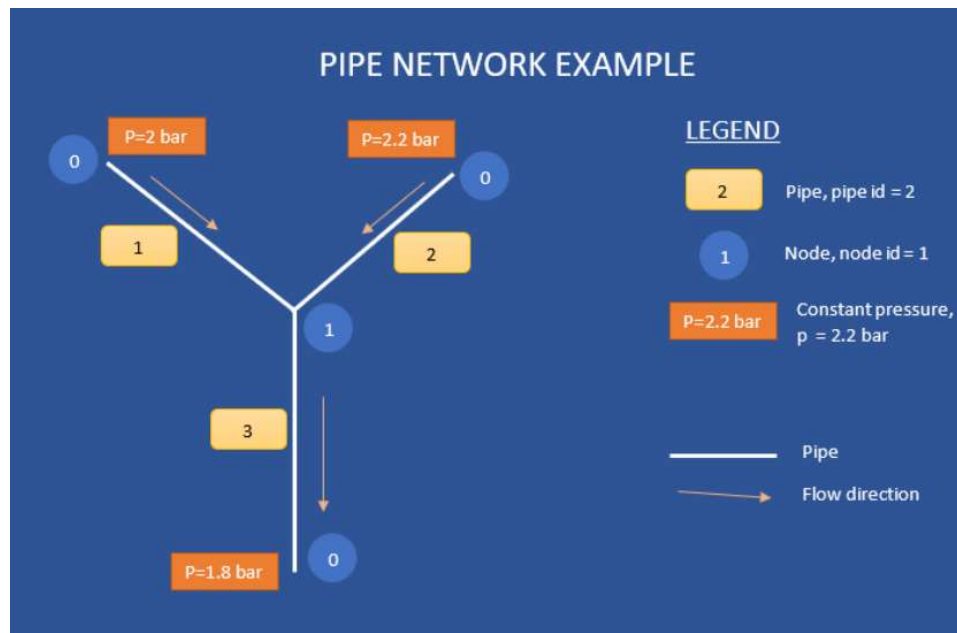 PIPE NETWORK EXAMPLE
P=2 bar
P=2.2 bar
0
0
1
2
1
3
P=1.8 bar
0
LEGEND
2
Pipe, pipe id = 2
1
Node, node id = 1
P=2.2 bar
Constant pressure,
p = 2.2 bar
Pipe
Flow direction